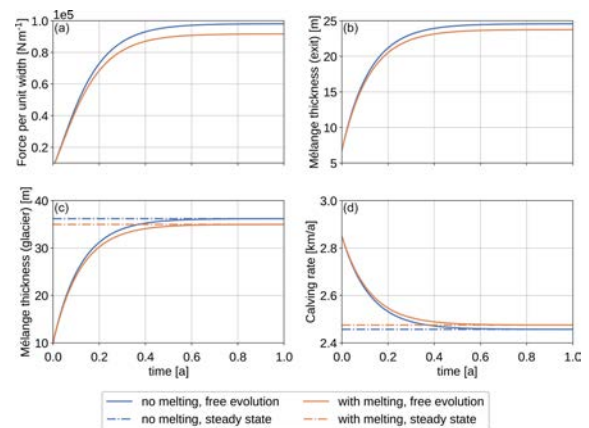 1e5
(a)
Force per unit width [Nm⁻¹]
1.0
0.8
0.6
0.4
0.2
(b)
Mélange thickness (exit) [m]
25
20
15
10
5
(c)
Mélange thickness (glacier) [m]
40
30
20
10
0.0 0.2 0.4 0.6 0.8 1.0
time [a]
(d)
Calving rate [km/a]
3.0
2.8
2.6
2.4
0.0 0.2 0.4 0.6 0.8 1.0
time [a]
no melting, free evolution
with melting, free evolution
no melting, steady state
with melting, steady state